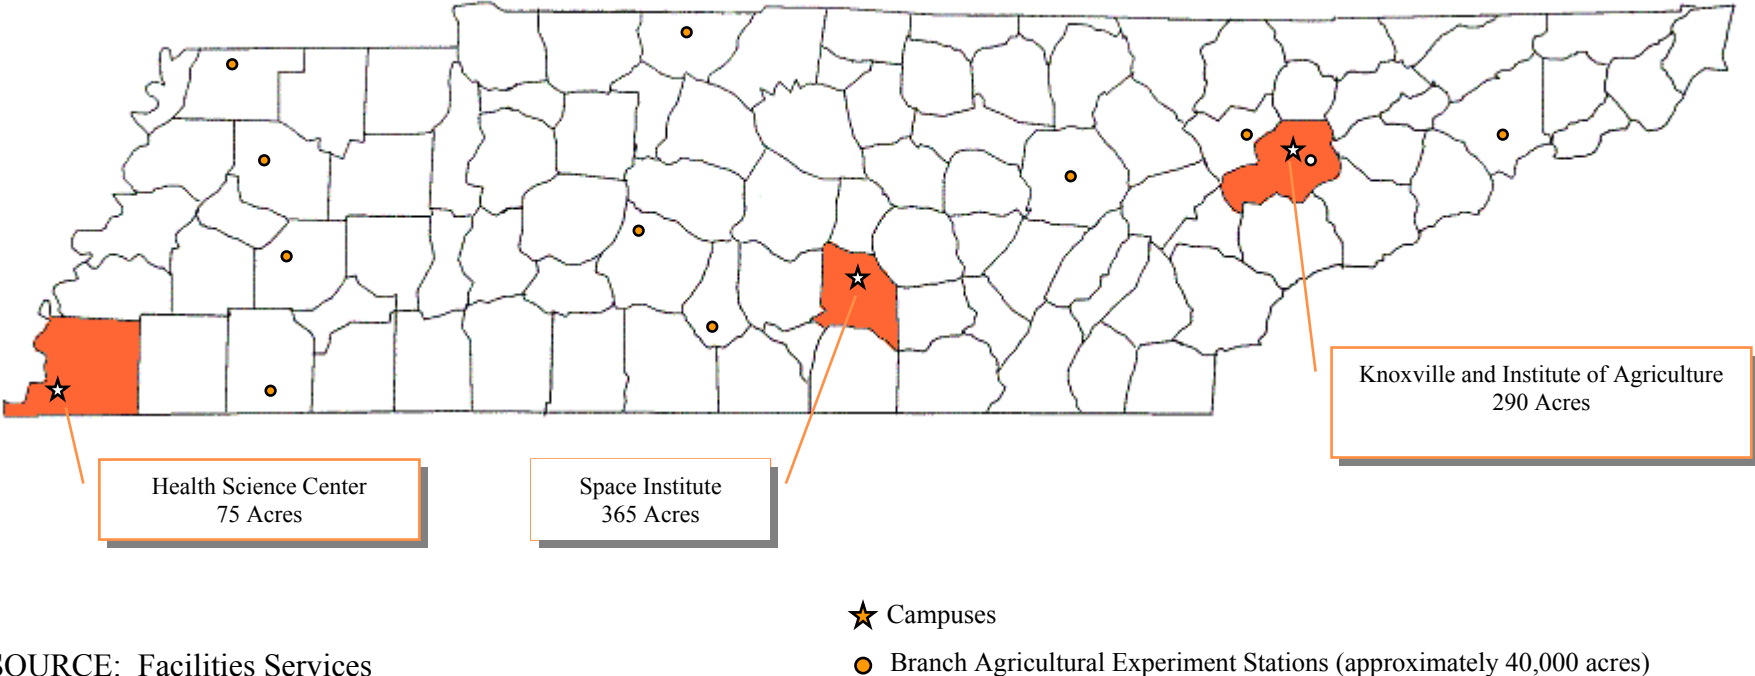 Knoxville and Institute of Agriculture
290 Acres
Health Science Center
75 Acres
Space Institute
365 Acres
Campuses
SOURCE: Facilities Services
Branch Agricultural Experiment Stations (approximately 40,000 acres)